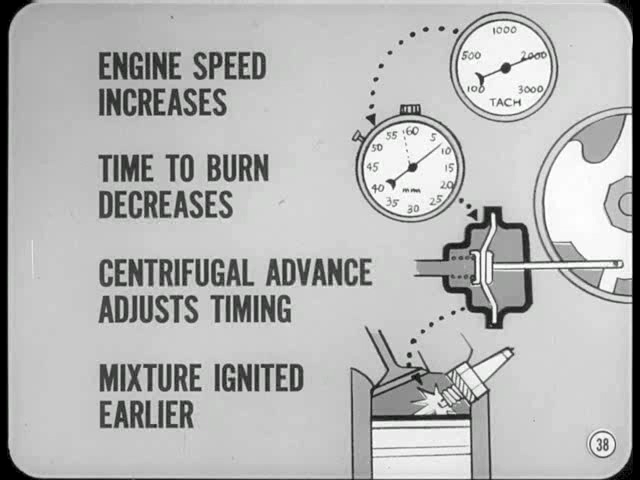 ENGINE SPEED
INCREASES
TIME TO BURN
DECREASES
CENTRIFUGAL ADVANCE
ADJUSTS TIMING
MIXTURE IGNITED
EARLIER
1000
500
2000
100
3000
TACH
60
55
5
50
10
45
15
40
20
35
25
30
38